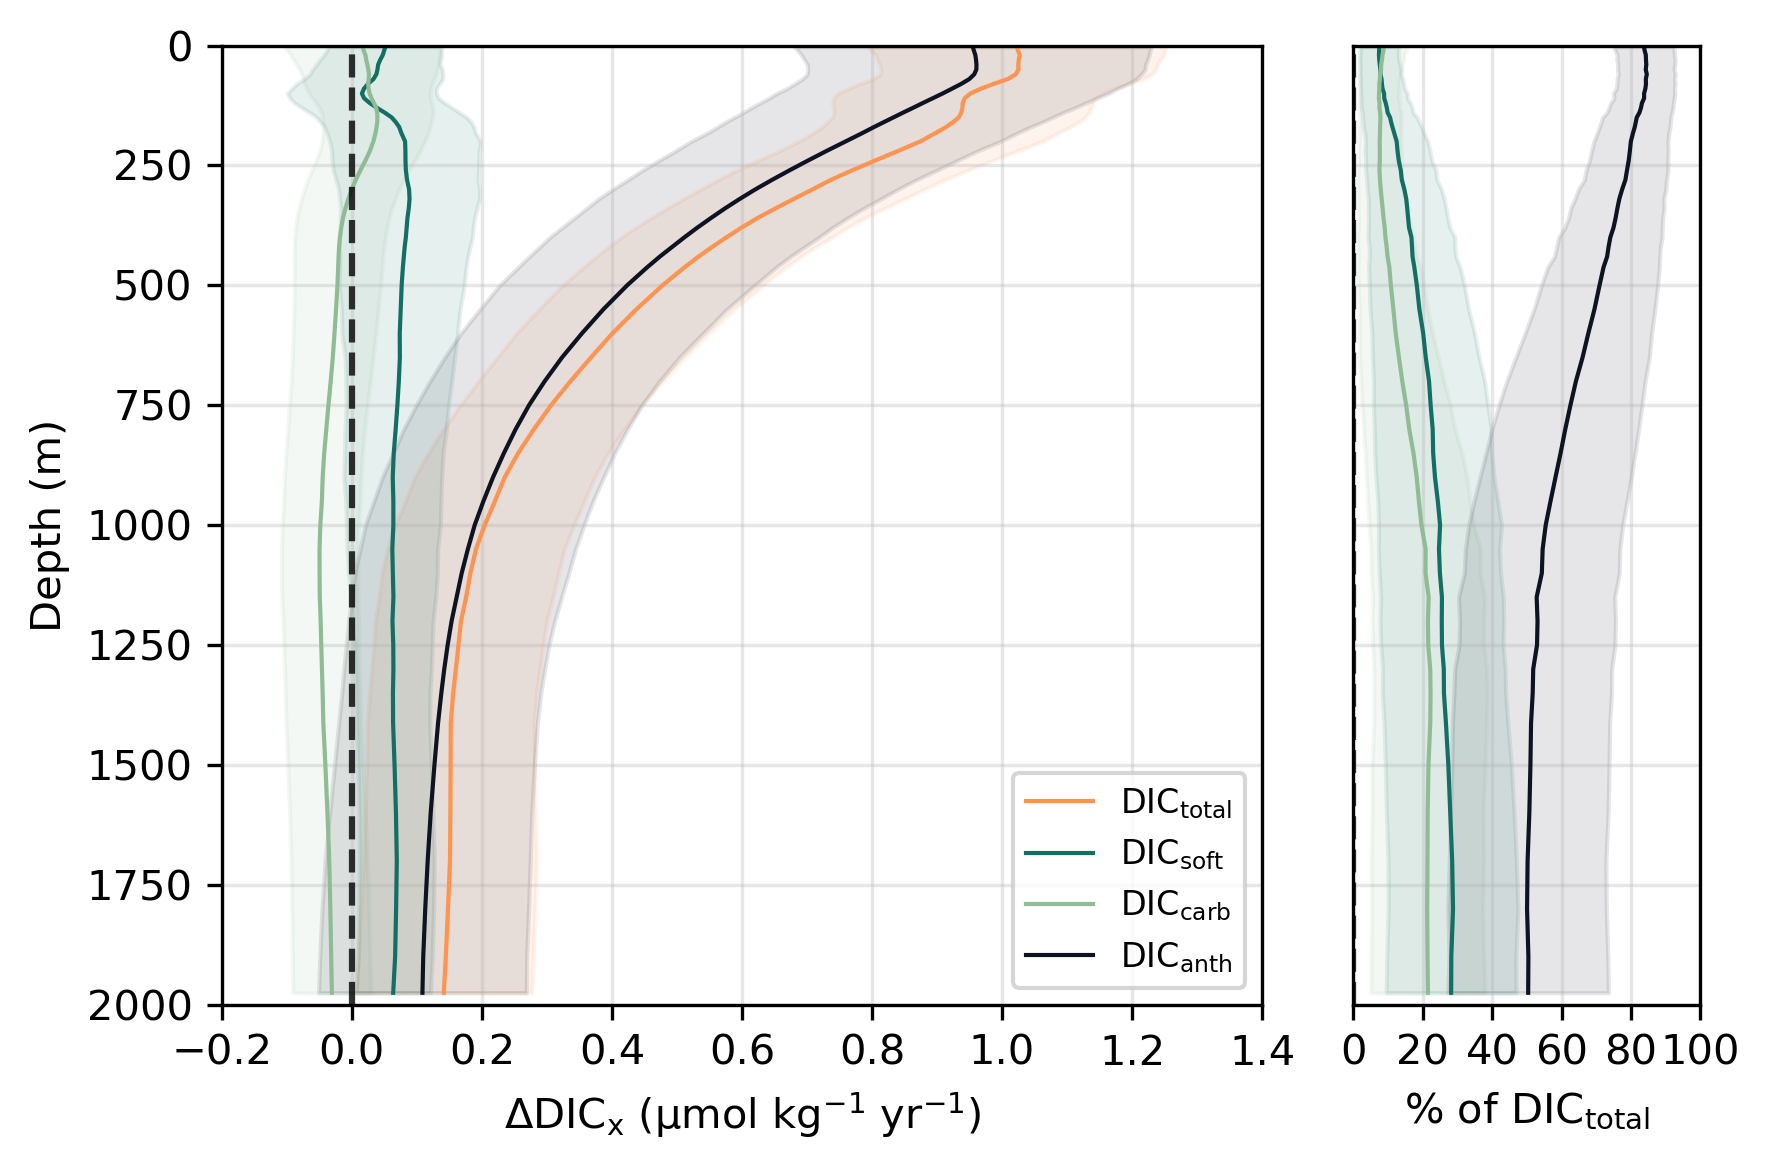 0
250
500
750
1000
1250
1500
1750
2000
Depth (m)
−0.2 0.0 0.2 0.4 0.6 0.8 1.0 1.2 1.4
ΔDICₓ (μmol kg⁻¹ yr⁻¹)
DICtotal
DICsoft
DICcarb
DICanth
0 20 40 60 80 100
% of DICtotal